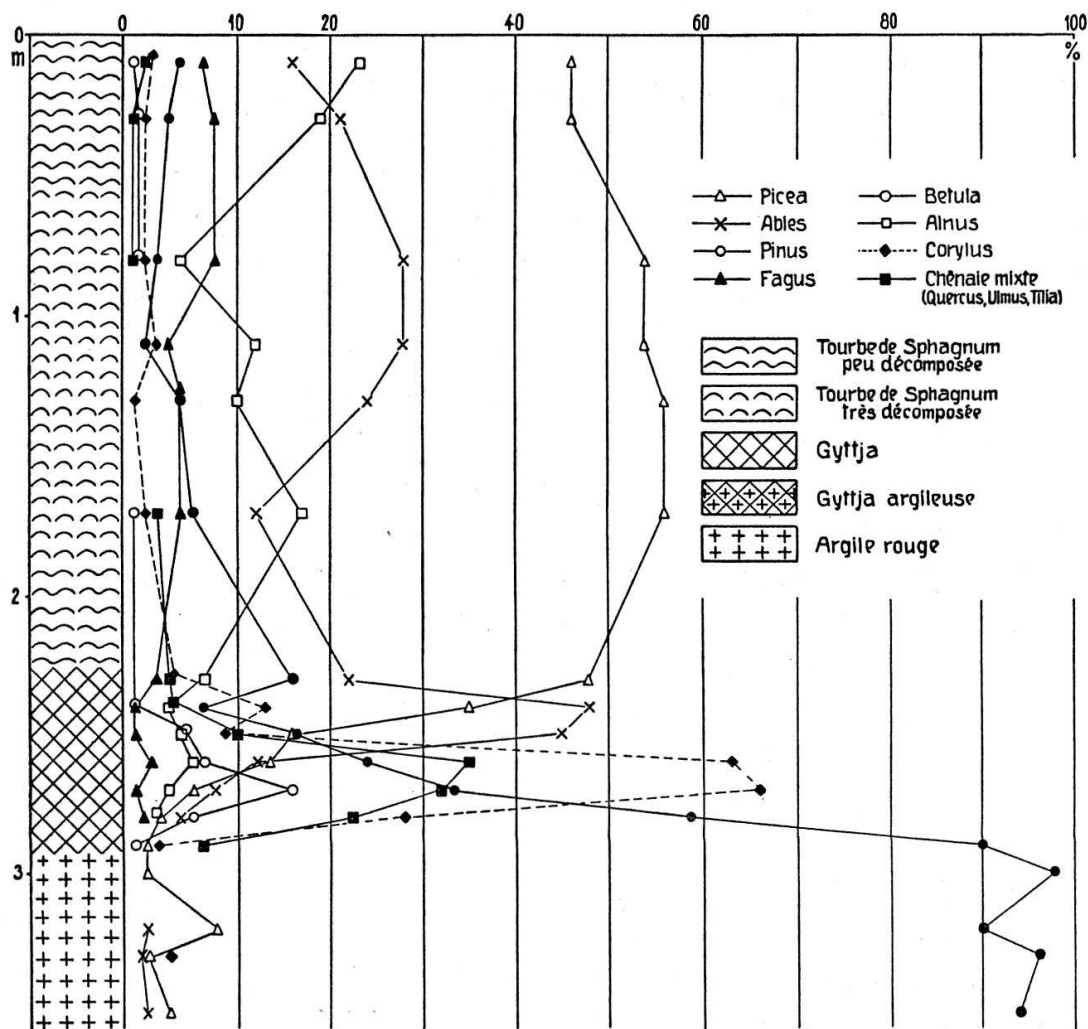 0 10 20 40 60 80 100
0
m
%
Picea
Abies
Pinus
Fagus
Betula
Alnus
Corylus
Chênaie mixte
(Quercus, Ulmus, Tilia)
1
Tourbe de Sphagnum
peu décomposée
Tourbe de Sphagnum
très décomposée
Gyttja
Gyttja argileuse
Argile rouge
2
3